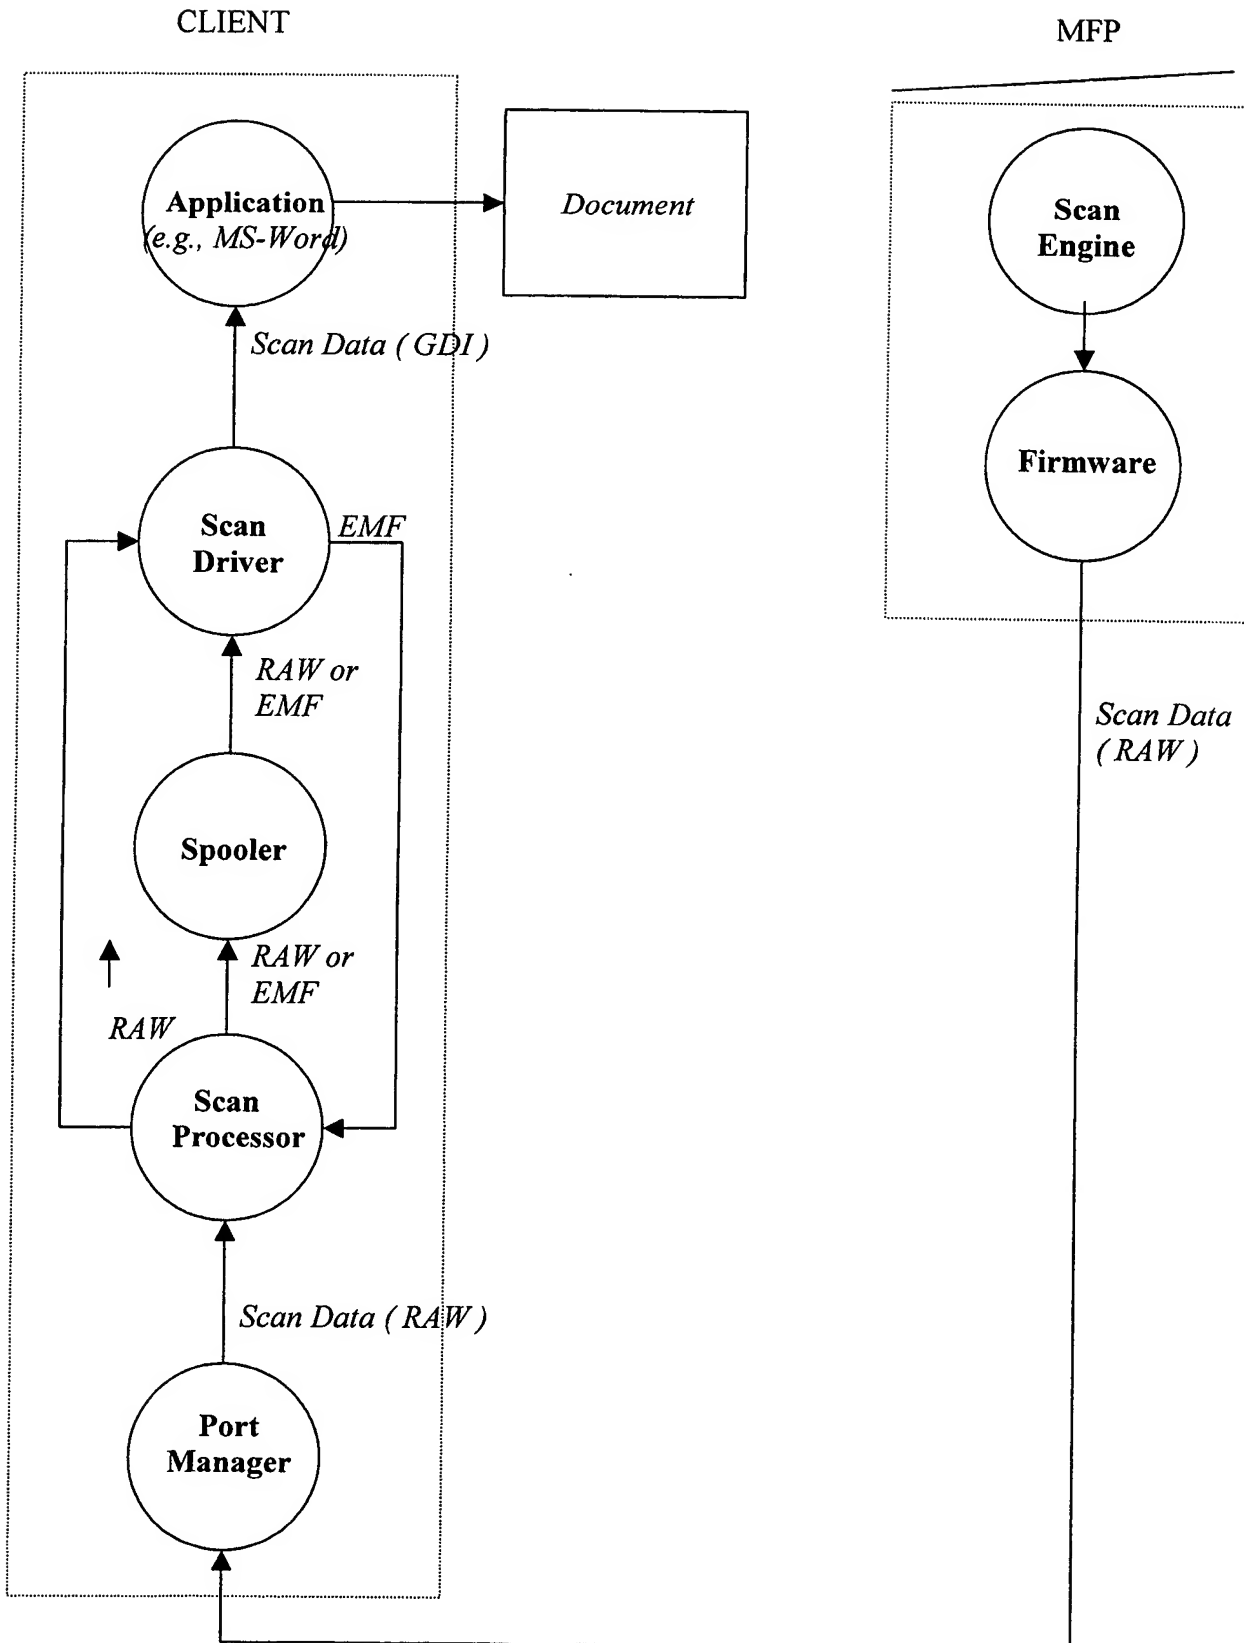 CLIENT
MFP
Application
(e.g., MS-Word)
Document
Scan Data ( GDI )
Scan
Engine
Firmware
Scan
Driver
EMF
RAW or
EMF
Scan Data
( RAW )
Spooler
RAW or
EMF
RAW
Scan
Processor
Scan Data ( RAW )
Port
Manager